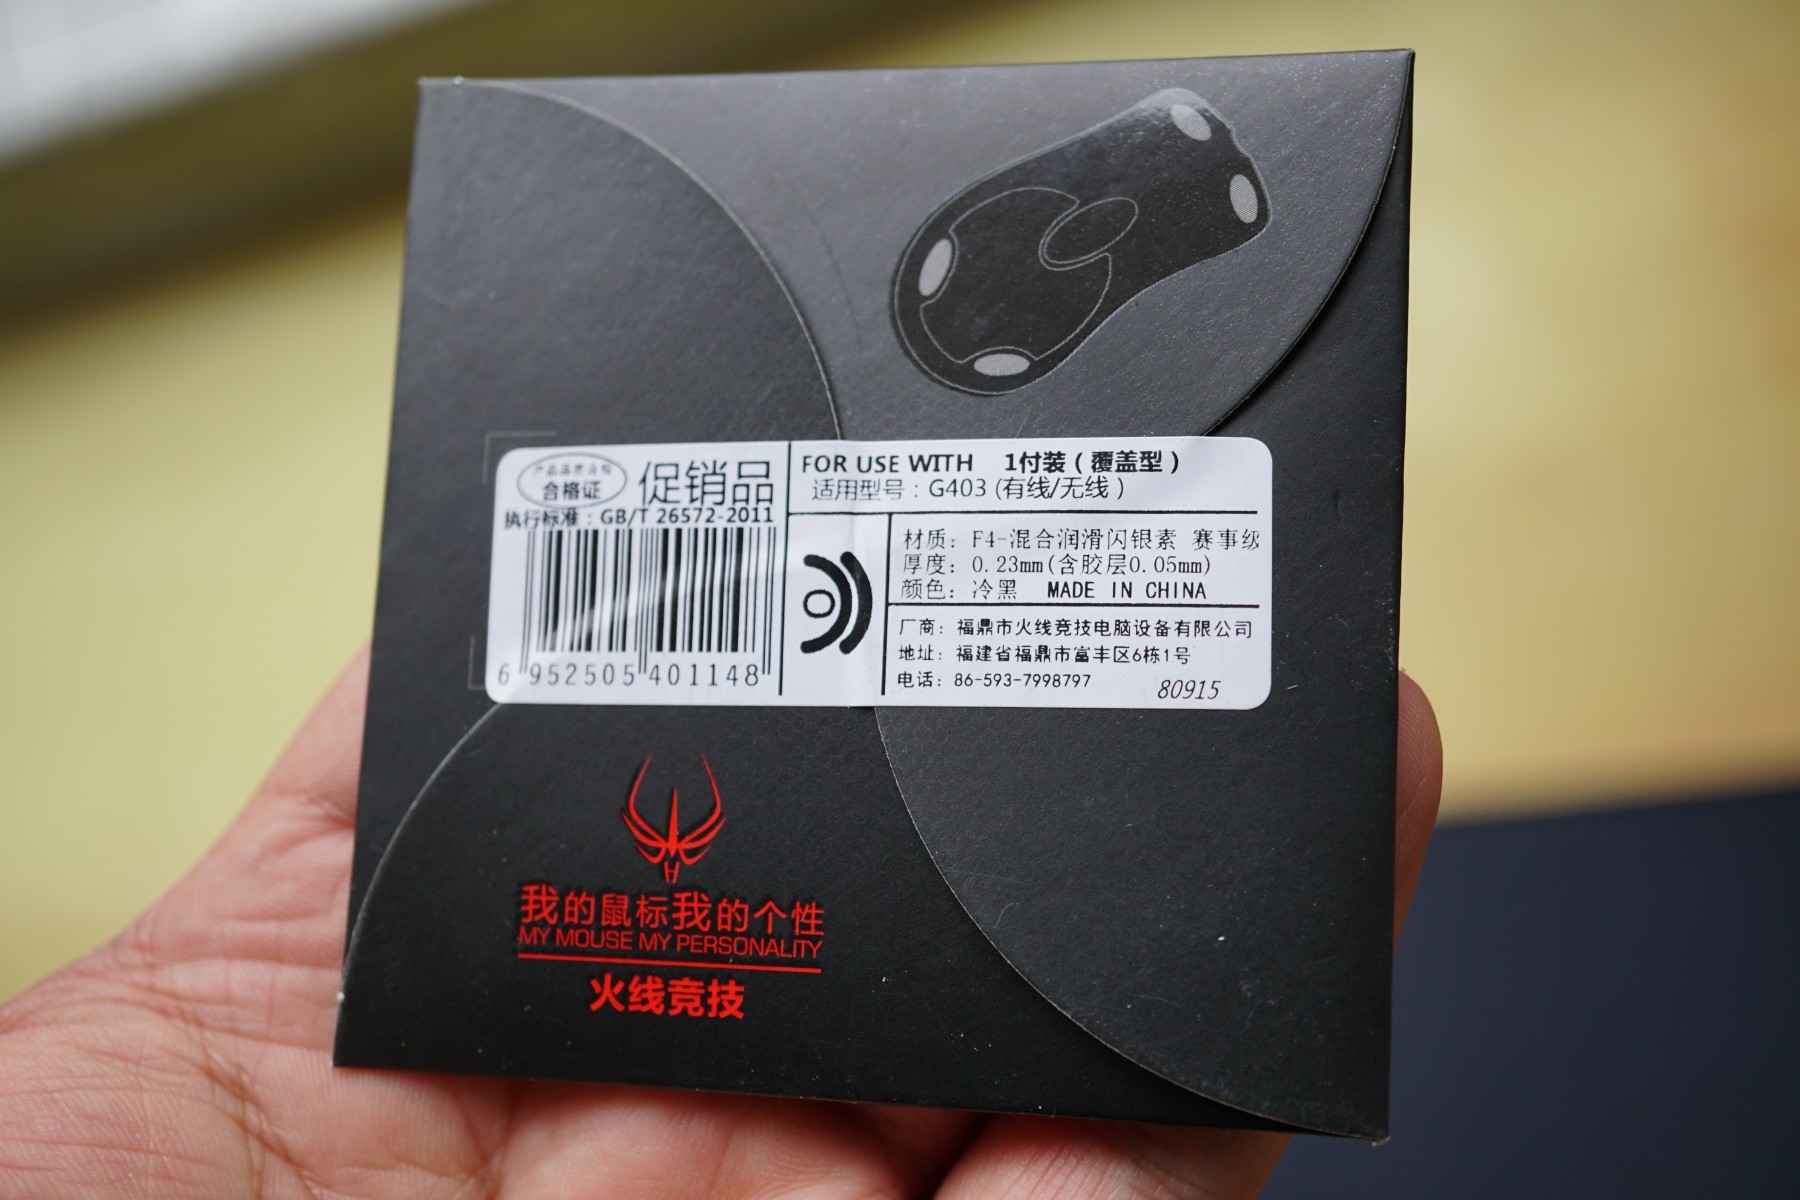 产品品质合格
合格证
促销品
执行标准：GB/T 26572-2011
6 952505 401148
FOR USE WITH 1付装（覆盖型）
适用型号：G403 (有线/无线）
材质：F4-混合润滑闪银素 赛事级
厚度：0.23mm(含胶层0.05mm)
颜色：冷黑 MADE IN CHINA
厂商：福鼎市火线竞技电脑设备有限公司
地址：福建省福鼎市富丰区6栋1号
电话：86-593-7998797
80915
我的鼠标我的个性
MY MOUSE MY PERSONALITY
火线竞技